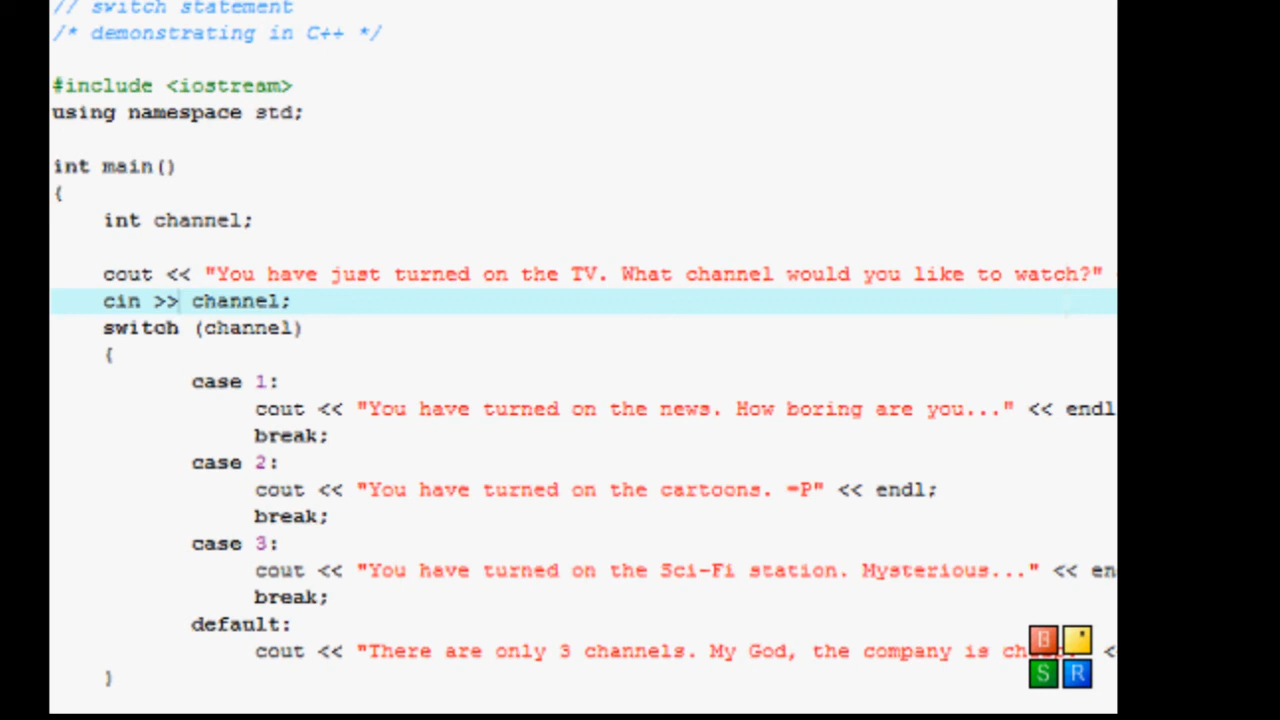 // switch statement
/* demonstrating in C++ */
#include <iostream>
using namespace std;
int main()
{
int channel;
cout << "You have just turned on the TV. What channel would you like to watch?"
cin >> channel;
switch (channel)
{
case 1:
cout << "You have turned on the news. How boring are you..." << endl
break;
case 2:
cout << "You have turned on the cartoons. =P" << endl;
break;
case 3:
cout << "You have turned on the Sci-Fi station. Mysterious..." << en
break;
default:
cout << "There are only 3 channels. My God, the company is <
}
B
S R